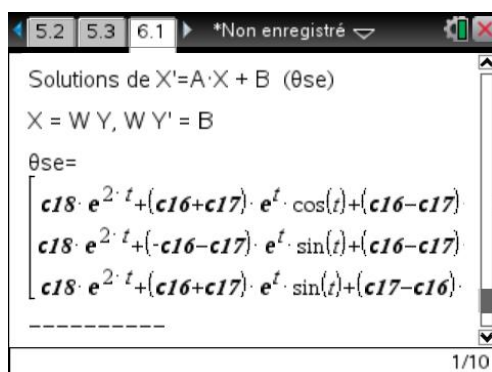 5.2 5.3 6.1 *Non enregistré
Solutions de X'=A·X + B (θse)
X = W Y, W Y' = B
θse=
c18· e^2· t+(c16+c17)· e^t· cos(t)+(c16−c17)·
c18· e^2· t+(-c16−c17)· e^t· sin(t)+(c16−c17)
c18· e^2· t+(c16+c17)· e^t· sin(t)+(c17−c16)·
----------
1/10